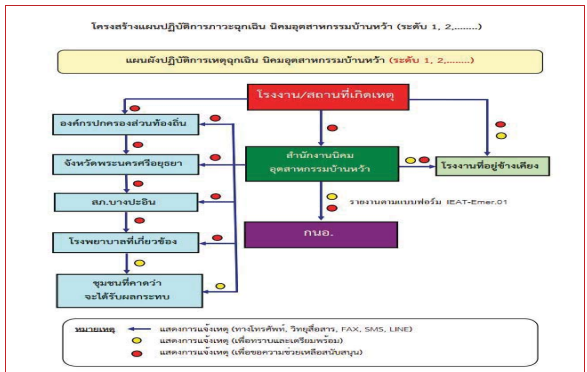 โครงสร้างแผนปฏิบัติการภาวะฉุกเฉิน นิคมอุตสาหกรรมบ้านหว้า (ระดับ 1, 2,........)
แผนผังปฏิบัติการเหตุฉุกเฉิน นิคมอุตสาหกรรมบ้านหว้า (ระดับ 1, 2,........)
โรงงาน/สถานที่เกิดเหตุ
องค์กรปกครองส่วนท้องถิ่น
จังหวัดพระนครศรีอยุธยา
สภ.บางปะอิน
โรงพยาบาลที่เกี่ยวข้อง
ชุมชนที่คาดว่า
จะได้รับผลกระทบ
สำนักงานนิคม
อุตสาหกรรมบ้านหว้า
โรงงานที่อยู่ข้างเคียง
รายงานตามแบบฟอร์ม IEAT-Emer.01
กนอ.
หมายเหตุ
แสดงการแจ้งเหตุ (ทางโทรศัพท์, วิทยุสื่อสาร, FAX, SMS, LINE)
แสดงการแจ้งเหตุ (เพื่อทราบและเตรียมพร้อม)
แสดงการแจ้งเหตุ (เพื่อขอความช่วยเหลือสนับสนุน)